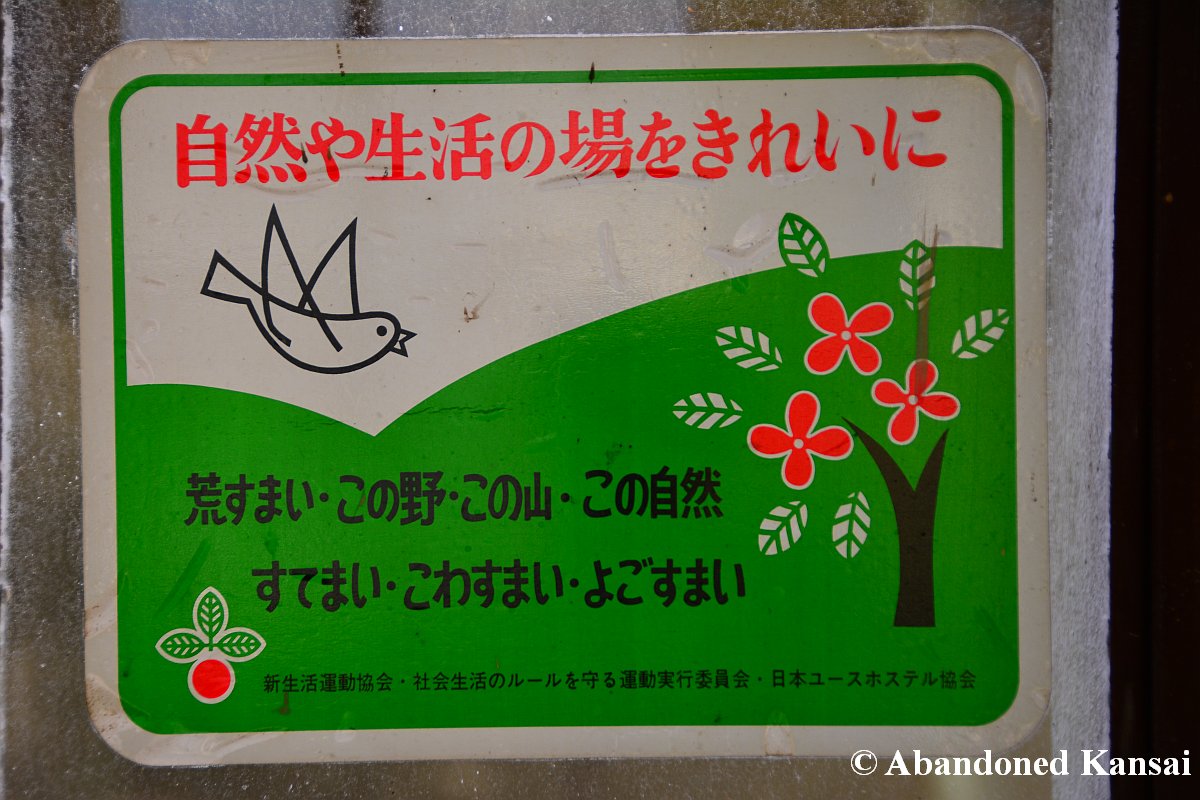 自然や生活の場をきれいに
荒すまい・この野・この山・この自然
すてまい・こわすまい・よごすまい
新生活運動協会・社会生活のルールを守る運動実行委員会・日本ユースホステル協会
© Abandoned Kansai